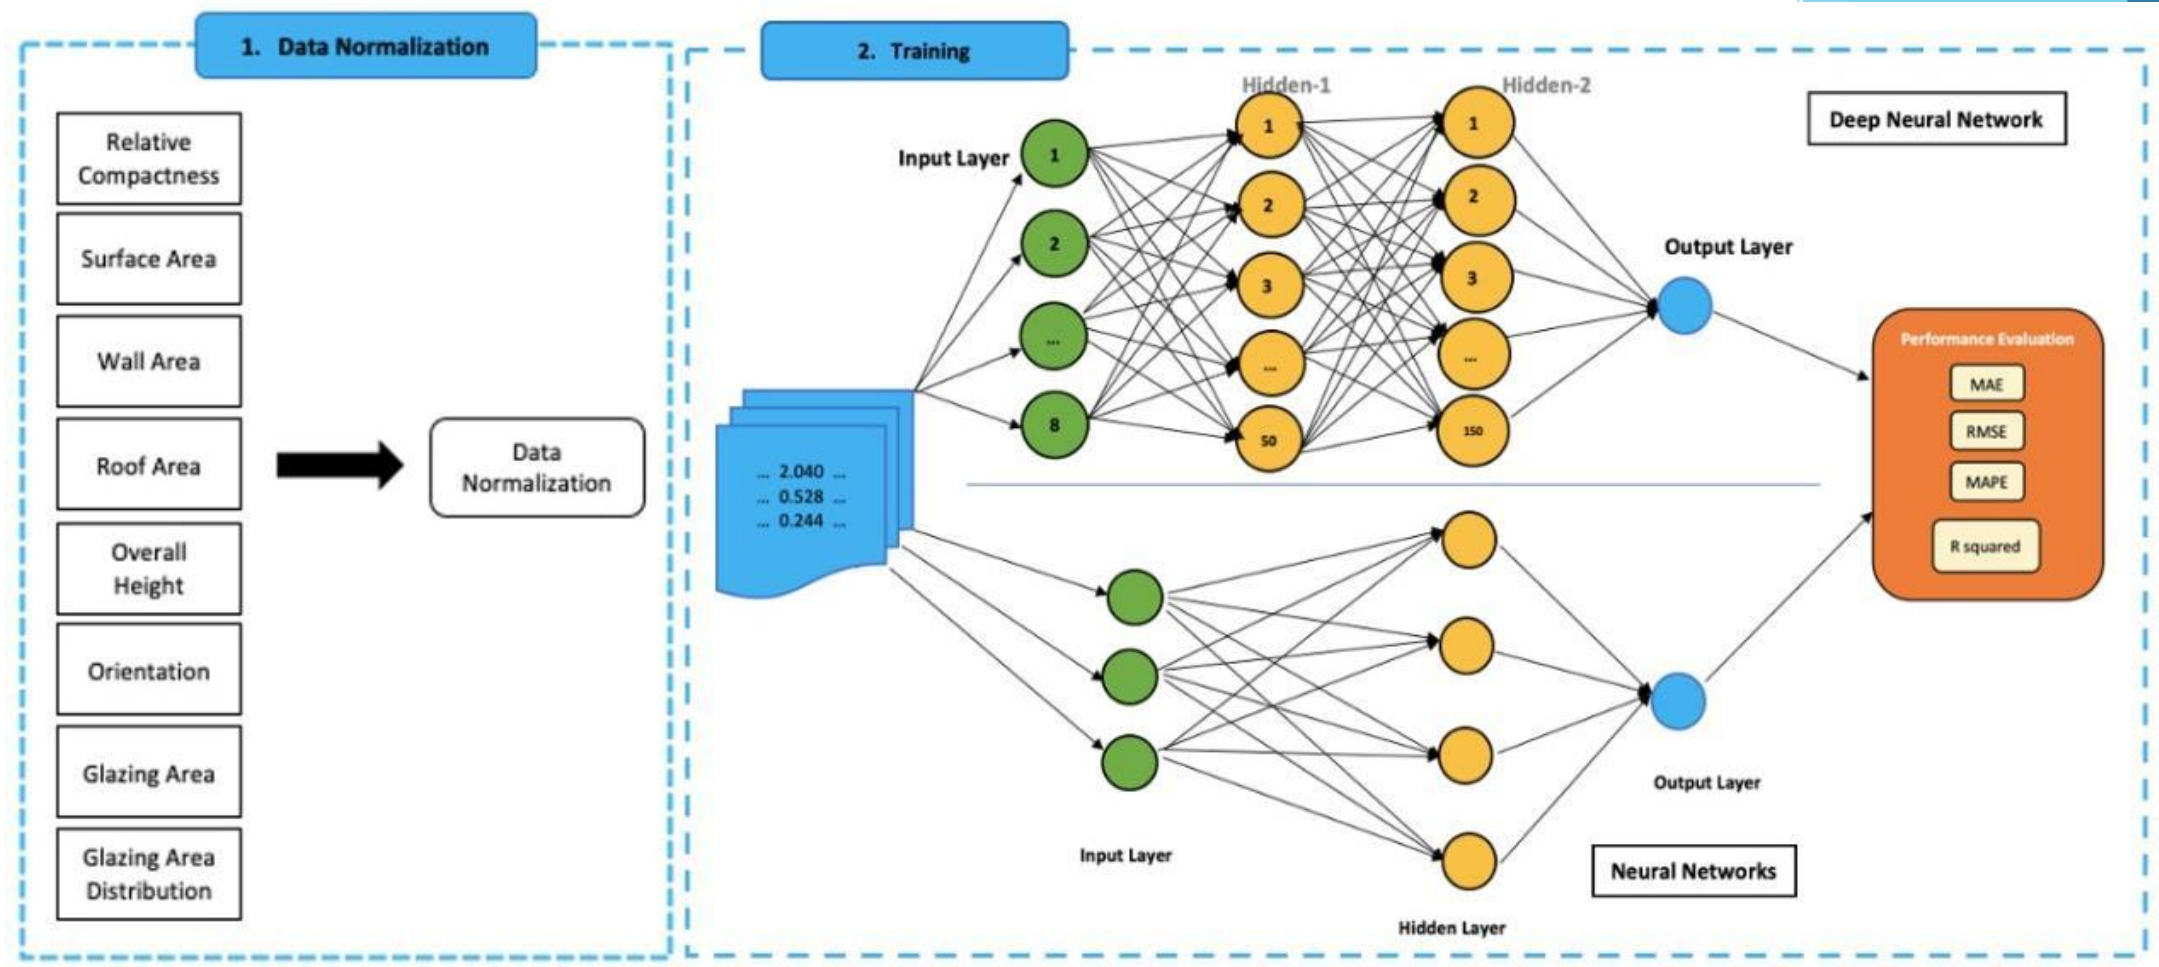 1. Data Normalization
Relative
Compactness
Surface Area
Wall Area
Roof Area
Overall
Height
Orientation
Glazing Area
Glazing Area
Distribution
Data
Normalization
2. Training
Hidden-1
Hidden-2
Deep Neural Network
Input Layer
1
2
...
8
1
2
3
...
50
1
2
3
...
150
Output Layer
... 2.040 ...
... 0.528 ...
... 0.244 ...
Performance Evaluation
MAE
RMSE
MAPE
R squared
Input Layer
Hidden Layer
Output Layer
Neural Networks